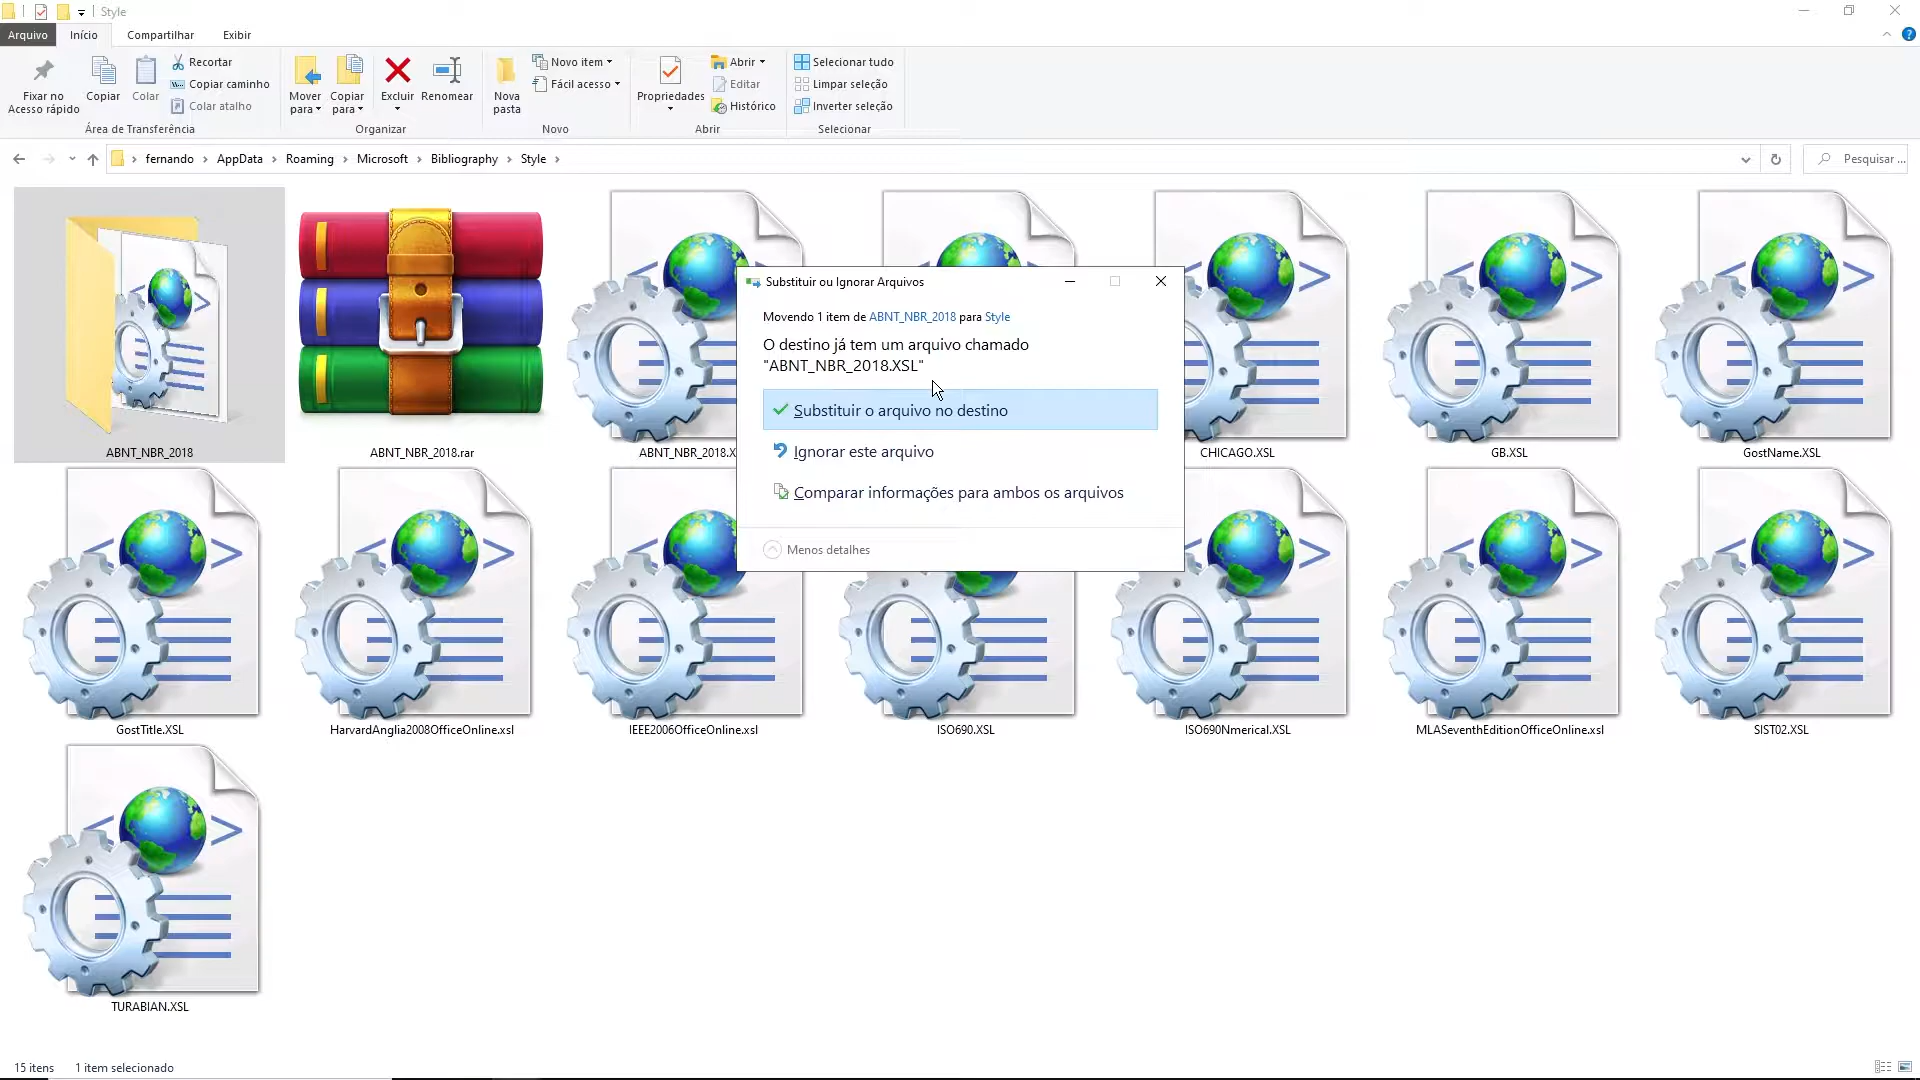 Style
Arquivo
Início
Compartilhar
Exibir
Fixar no
Acesso rápido
Copiar
Colar
Recortar
Copiar caminho
Colar atalho
Mover
para
Copiar
para
Excluir
Renomear
Nova
pasta
Novo item
Fácil acesso
Propriedades
Abrir
Editar
Histórico
Selecionar tudo
Limpar seleção
Inverter seleção
Área de Transferência
Organizar
Novo
Abrir
Selecionar
fernando > AppData > Roaming > Microsoft > Bibliography > Style >
Pesquisar ...
Substituir ou Ignorar Arquivos
Movendo 1 item de ABNT_NBR_2018 para Style
O destino já tem um arquivo chamado
"ABNT_NBR_2018.XSL"
Substituir o arquivo no destino
Ignorar este arquivo
Comparar informações para ambos os arquivos
Menos detalhes
ABNT_NBR_2018
ABNT_NBR_2018.rar
ABNT_NBR_2018.X
CHICAGO.XSL
GB.XSL
GostName.XSL
GostTitle.XSL
HarvardAnglia2008OfficeOnline.xsl
IEEE2006OfficeOnline.xsl
ISO690.XSL
ISO690Nmerical.XSL
MLASeventhEditionOfficeOnline.xsl
SIST02.XSL
TURABIAN.XSL
15 itens
1 item selecionado